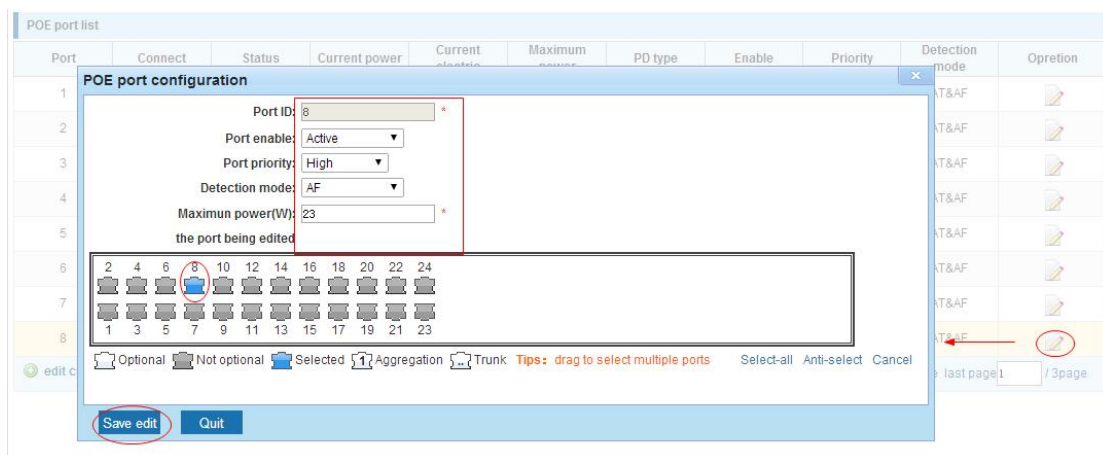 POE port list
Port Connect Status Current power Current electric Maximum power PD type Enable Priority Detection mode Opretion
POE port configuration
1 AT&AF
2 AT&AF
3 AT&AF
4 AT&AF
5 AT&AF
6 AT&AF
7 AT&AF
8 AT&AF
Port ID: 8 *
Port enable: Active
Port priority: High
Detection mode: AF
Maximun power(W): 23 *
the port being edited
2 4 6 8 10 12 14 16 18 20 22 24
1 3 5 7 9 11 13 15 17 19 21 23
Optional Not optional Selected 1 Aggregation Trunk Tips: drag to select multiple ports Select-all Anti-select Cancel
edit c last page 1 / 3page
Save edit Quit